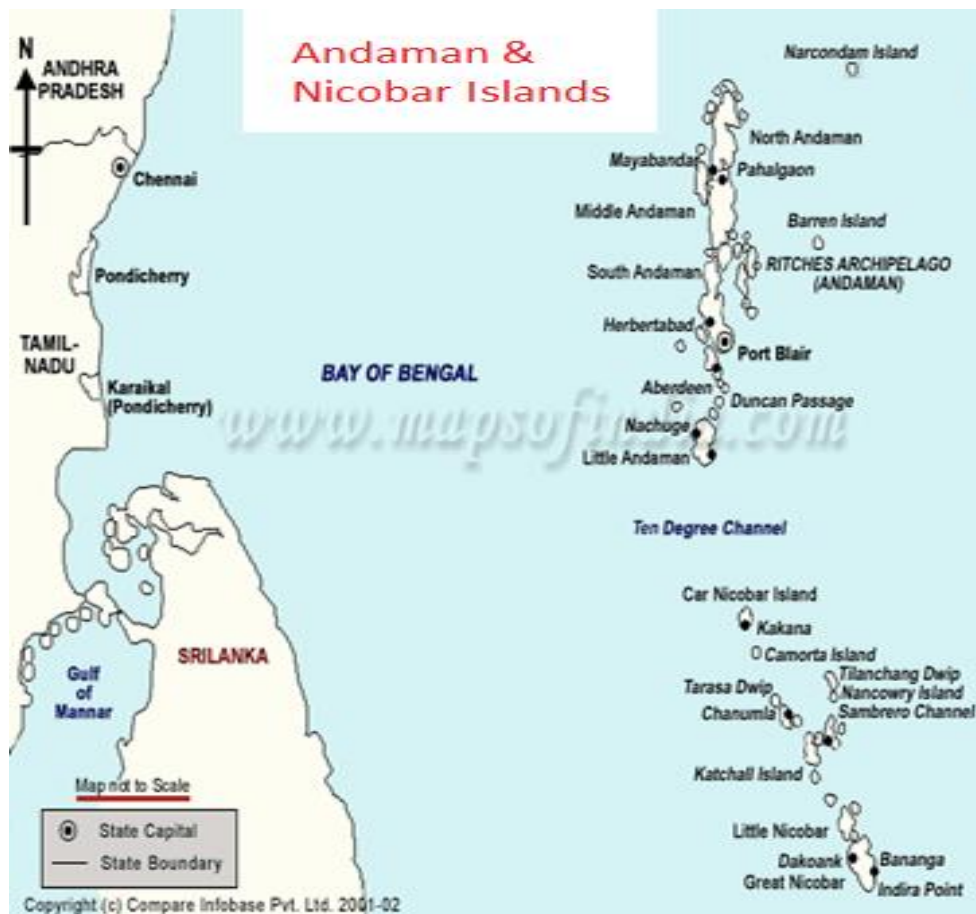 Andaman &
Nicobar Islands
N
ANDHRA
PRADESH
Chennai
Pondicherry
TAMIL-
NADU
Karaikal
(Pondicherry)
BAY OF BENGAL
www.mapsofindia.com
Narcondam Island
North Andaman
Mayabandar
Pahalgaon
Middle Andaman
Barren Island
South Andaman
RITCHES ARCHIPELAGO
(ANDAMAN)
Herbertabad
Port Blair
Aberdeen
Duncan Passage
Nachuge
Little Andaman
Ten Degree Channel
Car Nicobar Island
Kakana
Camorta Island
Tilanchang Dwip
Tarasa Dwip
Nancowry Island
Chanumla
Sambrero Channel
Katchall Island
Little Nicobar
Dakoank
Bananga
Great Nicobar
Indira Point
SRILANKA
Gulf
of
Mannar
Map not to Scale
State Capital
State Boundary
Copyright (c) Compare Infobase Pvt. Ltd. 2001-02